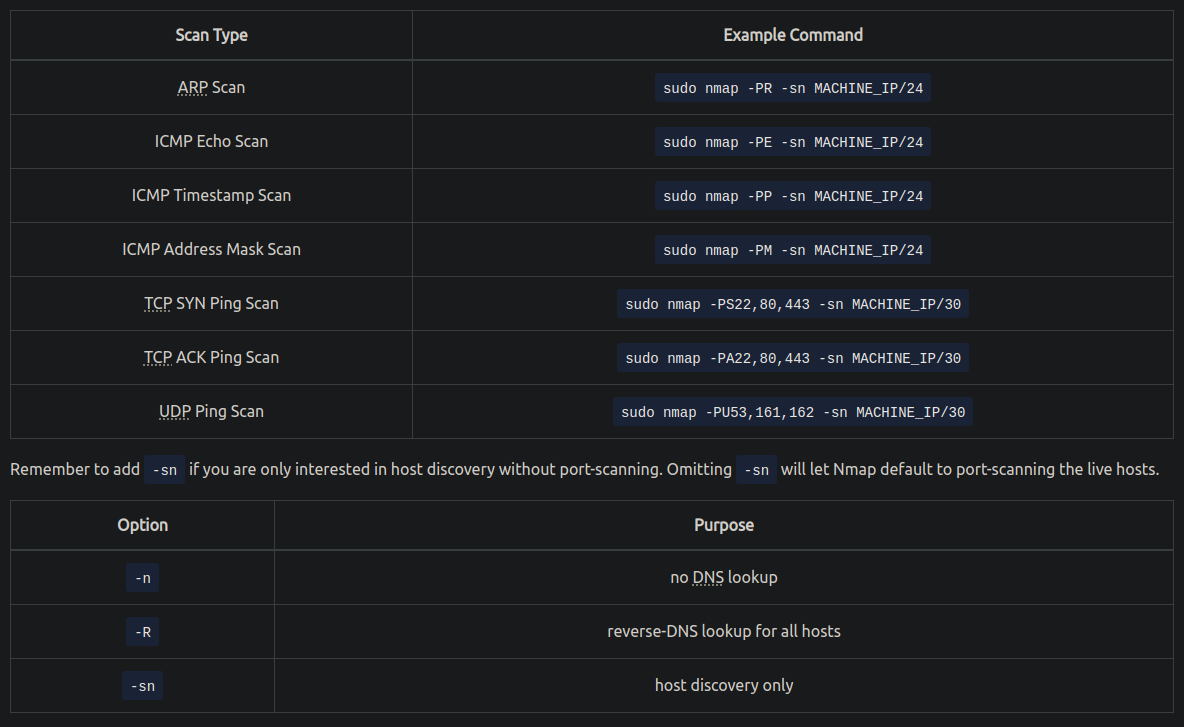 Scan Type Example Command
ARP Scan sudo nmap -PR -sn MACHINE_IP/24
ICMP Echo Scan sudo nmap -PE -sn MACHINE_IP/24
ICMP Timestamp Scan sudo nmap -PP -sn MACHINE_IP/24
ICMP Address Mask Scan sudo nmap -PM -sn MACHINE_IP/24
TCP SYN Ping Scan sudo nmap -PS22,80,443 -sn MACHINE_IP/30
TCP ACK Ping Scan sudo nmap -PA22,80,443 -sn MACHINE_IP/30
UDP Ping Scan sudo nmap -PU53,161,162 -sn MACHINE_IP/30
Remember to add -sn if you are only interested in host discovery without port-scanning. Omitting -sn will let Nmap default to port-scanning the live hosts.
Option Purpose
-n no DNS lookup
-R reverse-DNS lookup for all hosts
-sn host discovery only